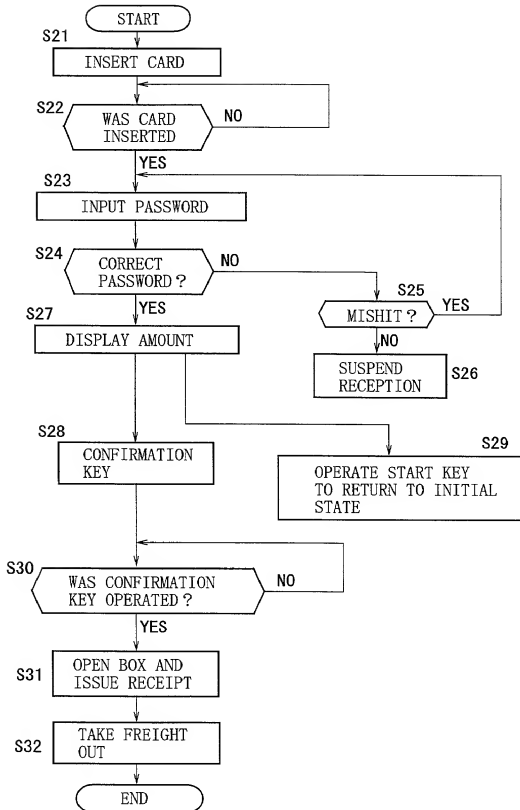 START
S21
INSERT CARD
S22
WAS CARD
INSERTED
NO
YES
S23
INPUT PASSWORD
S24
CORRECT
PASSWORD?
NO
YES
S25
MISHIT?
YES
NO
SUSPEND
RECEPTION
S26
S27
DISPLAY AMOUNT
S28
CONFIRMATION
KEY
S29
OPERATE START KEY
TO RETURN TO INITIAL
STATE
S30
WAS CONFIRMATION
KEY OPERATED?
NO
YES
S31
OPEN BOX AND
ISSUE RECEIPT
S32
TAKE FREIGHT
OUT
END